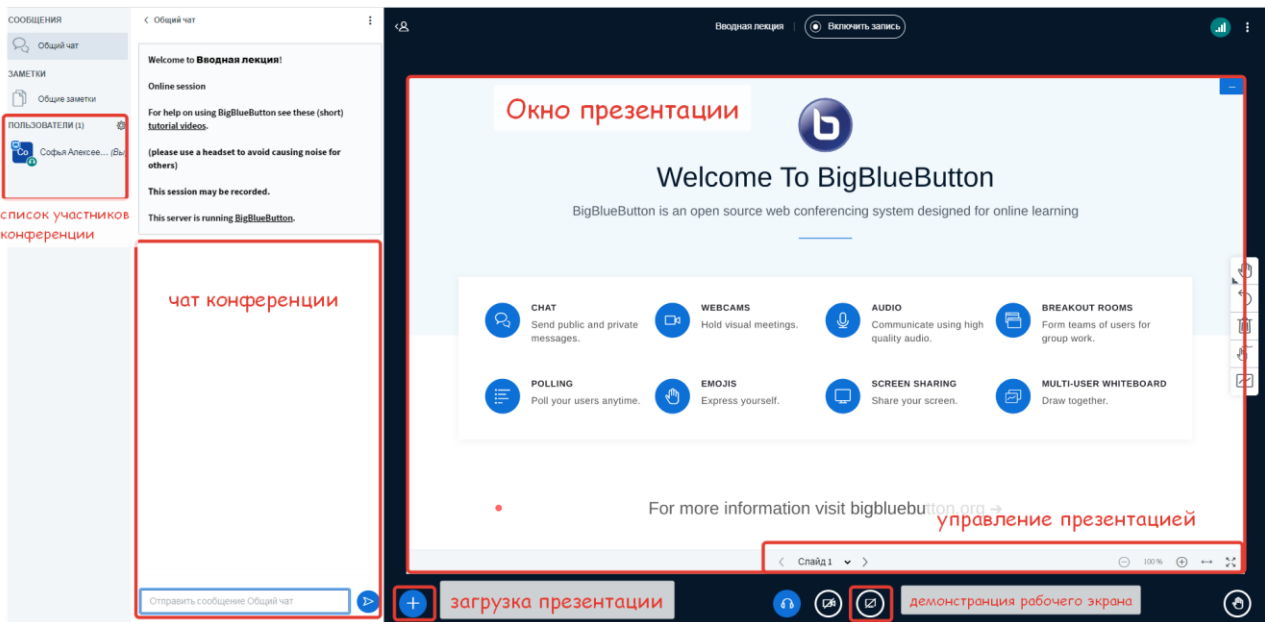 СООБЩЕНИЯ
Общий чат
ЗАМЕТКИ
Общие заметки
ПОЛЬЗОВАТЕЛИ (1)
Со
Софья Алексее... (Вы
список участников
конференции
Общий чат
Welcome to Вводная лекция!
Online session
For help on using BigBlueButton see these (short)
tutorial videos.
(please use a headset to avoid causing noise for
others)
This session may be recorded.
This server is running BigBlueButton.
чат конференции
Отправить сообщение Общий чат
Вводная лекция
Включить запись
Окно презентации
b
Welcome To BigBlueButton
BigBlueButton is an open source web conferencing system designed for online learning
CHAT
Send public and private
messages.
WEBCAMS
Hold visual meetings.
AUDIO
Communicate using high
quality audio.
BREAKOUT ROOMS
Form teams of users for
group work.
POLLING
Poll your users anytime.
EMOJIS
Express yourself.
SCREEN SHARING
Share your screen.
MULTI-USER WHITEBOARD
Draw together.
For more information visit bigbluebutton.org →
управление презентацией
Слайд 1
100%
загрузка презентации
демонстрация рабочего экрана